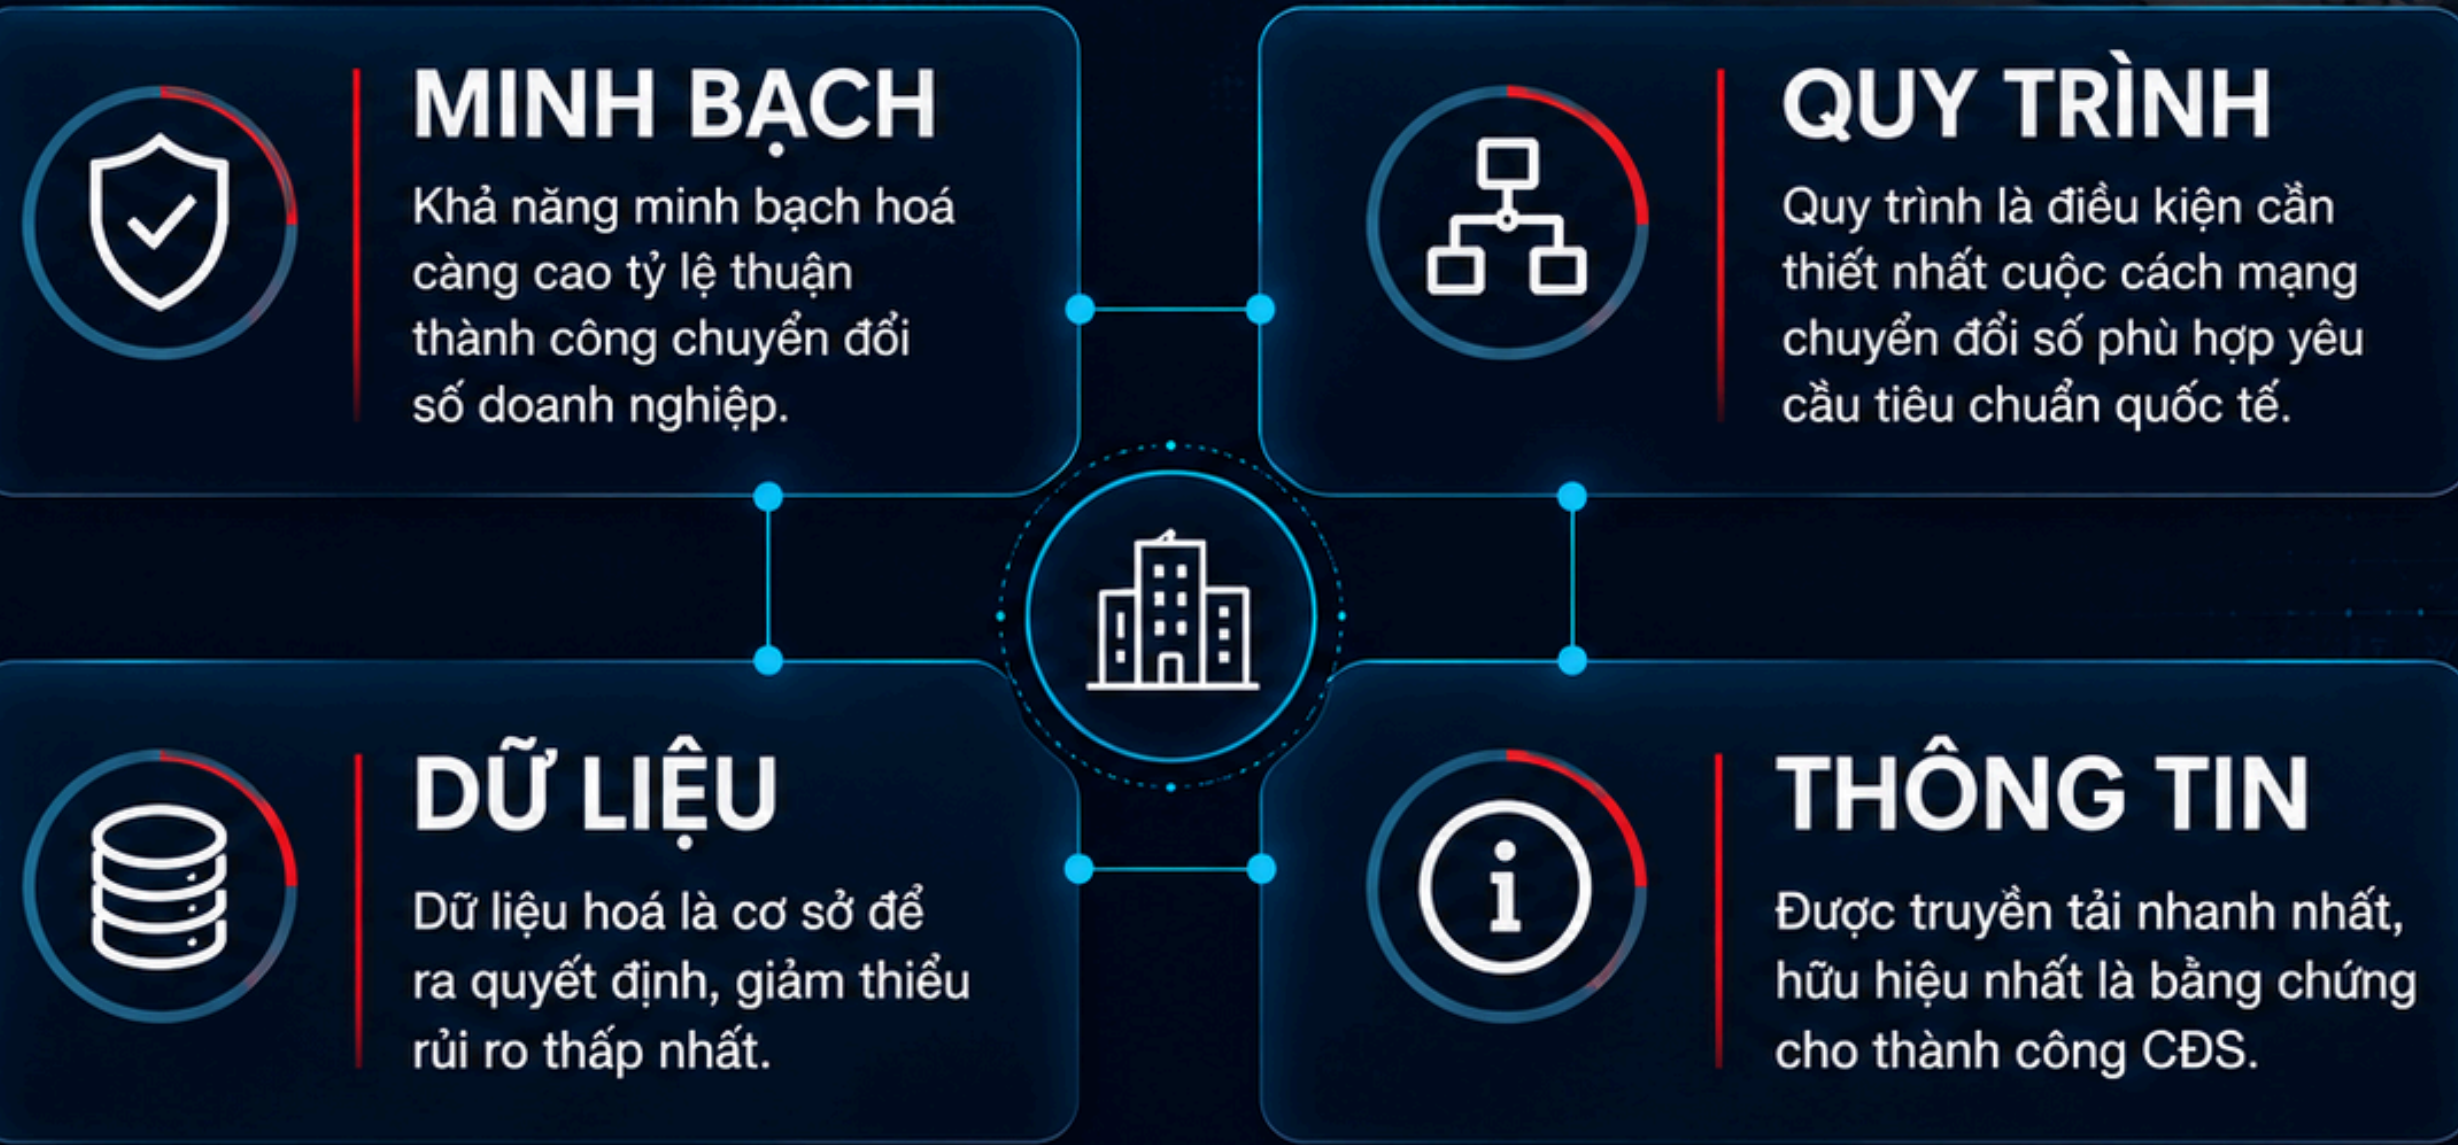 MINH BẠCH
Khả năng minh bạch hoá
càng cao tỷ lệ thuận
thành công chuyển đổi
số doanh nghiệp.
QUY TRÌNH
Quy trình là điều kiện cần
thiết nhất cuộc cách mạng
chuyển đổi số phù hợp yêu
cầu tiêu chuẩn quốc tế.
DỮ LIỆU
Dữ liệu hoá là cơ sở để
ra quyết định, giảm thiểu
rủi ro thấp nhất.
THÔNG TIN
Được truyền tải nhanh nhất,
hữu hiệu nhất là bằng chứng
cho thành công CĐS.